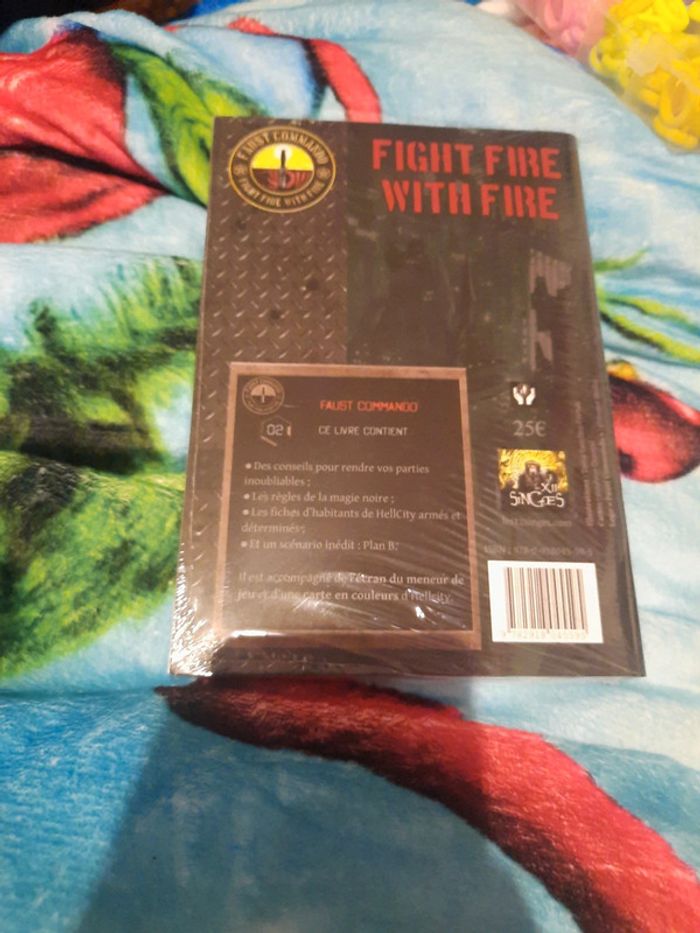 FAUST COMMANDO
FIGHT FIRE WITH FIRE
FIGHT FIRE
WITH FIRE
FAUST COMMANDO
02
CE LIVRE CONTIENT
• Des conseils pour rendre vos parties
inoubliables ;
• Les règles de la magie noire ;
• Les fiches d'habitants de HellCity armés et
déterminés ;
• Et un scénario inédit : Plan B.
Il est accompagné de l'écran du meneur de
jeu et d'une carte en couleurs d'Hellcity.
25€
XII
SINGES